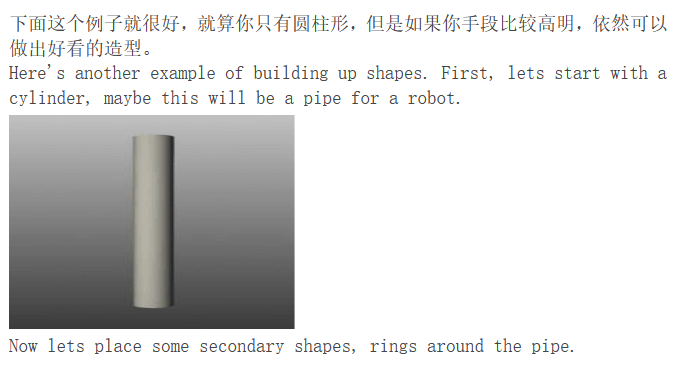 下面这个例子就很好，就算你只有圆柱形，但是如果你手段比较高明，依然可以
做出好看的造型。
Here's another example of building up shapes. First, lets start with a
cylinder, maybe this will be a pipe for a robot.
Now lets place some secondary shapes, rings around the pipe.